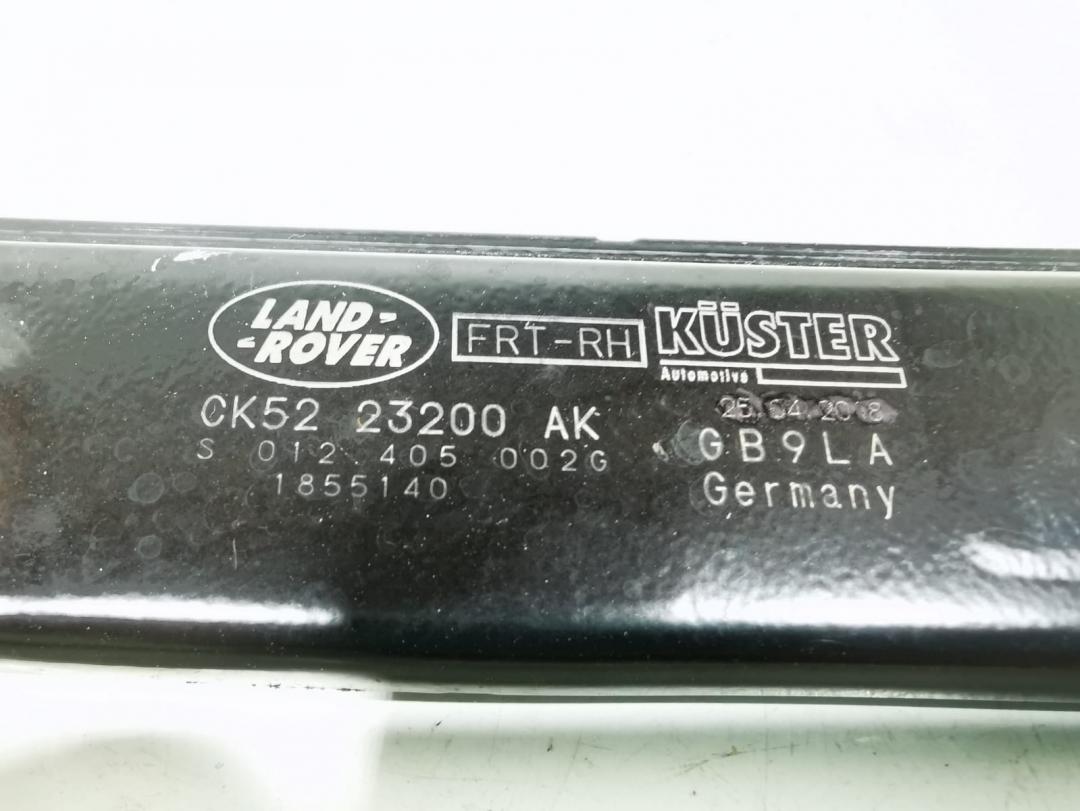 LAND-
-ROVER
FRT-RH
KÜSTER
Automotive
CK52 23200 AK
S 012 405 002G
1855140
25.04.2018
GB9LA
Germany